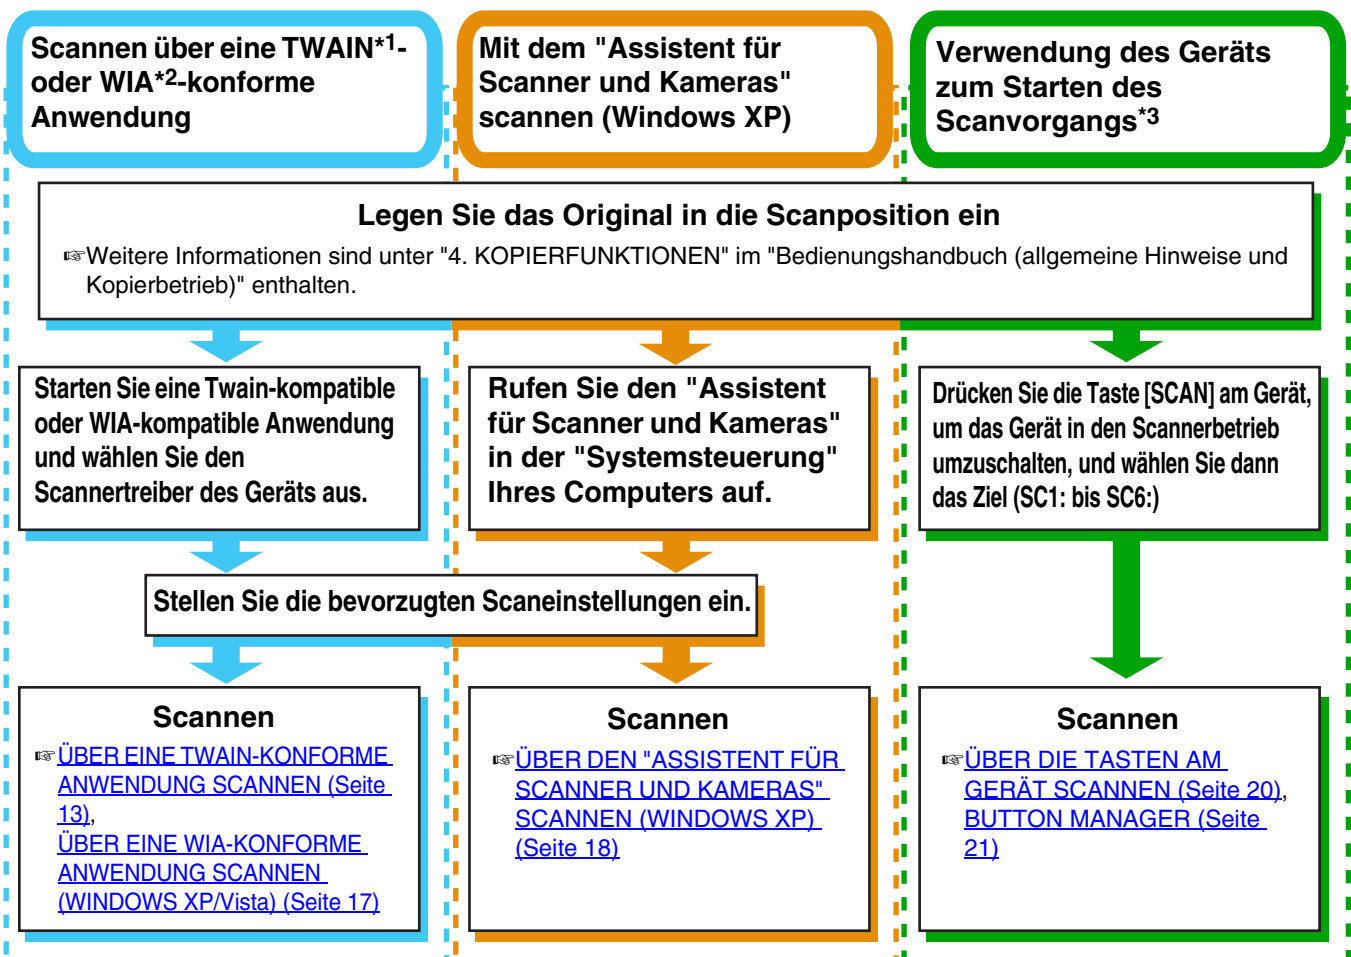 Scannen über eine TWAIN*1-
oder WIA*2-konforme
Anwendung
Mit dem "Assistent für
Scanner und Kameras"
scannen (Windows XP)
Verwendung des Geräts
zum Starten des
Scanvorgangs*3
Legen Sie das Original in die Scanposition ein
☞Weitere Informationen sind unter "4. KOPIERFUNKTIONEN" im "Bedienungshandbuch (allgemeine Hinweise und
Kopierbetrieb)" enthalten.
Starten Sie eine Twain-kompatible
oder WIA-kompatible Anwendung
und wählen Sie den
Scannertreiber des Geräts aus.
Rufen Sie den "Assistent
für Scanner und Kameras"
in der "Systemsteuerung"
Ihres Computers auf.
Drücken Sie die Taste [SCAN] am Gerät,
um das Gerät in den Scannerbetrieb
umzuschalten, und wählen Sie dann
das Ziel (SC1: bis SC6:)
Stellen Sie die bevorzugten Scaneinstellungen ein.
Scannen
☞ÜBER EINE TWAIN-KONFORME
ANWENDUNG SCANNEN (Seite
13),
ÜBER EINE WIA-KONFORME
ANWENDUNG SCANNEN
(WINDOWS XP/Vista) (Seite 17)
Scannen
☞ÜBER DEN "ASSISTENT FÜR
SCANNER UND KAMERAS"
SCANNEN (WINDOWS XP)
(Seite 18)
Scannen
☞ÜBER DIE TASTEN AM
GERÄT SCANNEN (Seite 20),
BUTTON MANAGER (Seite
21)